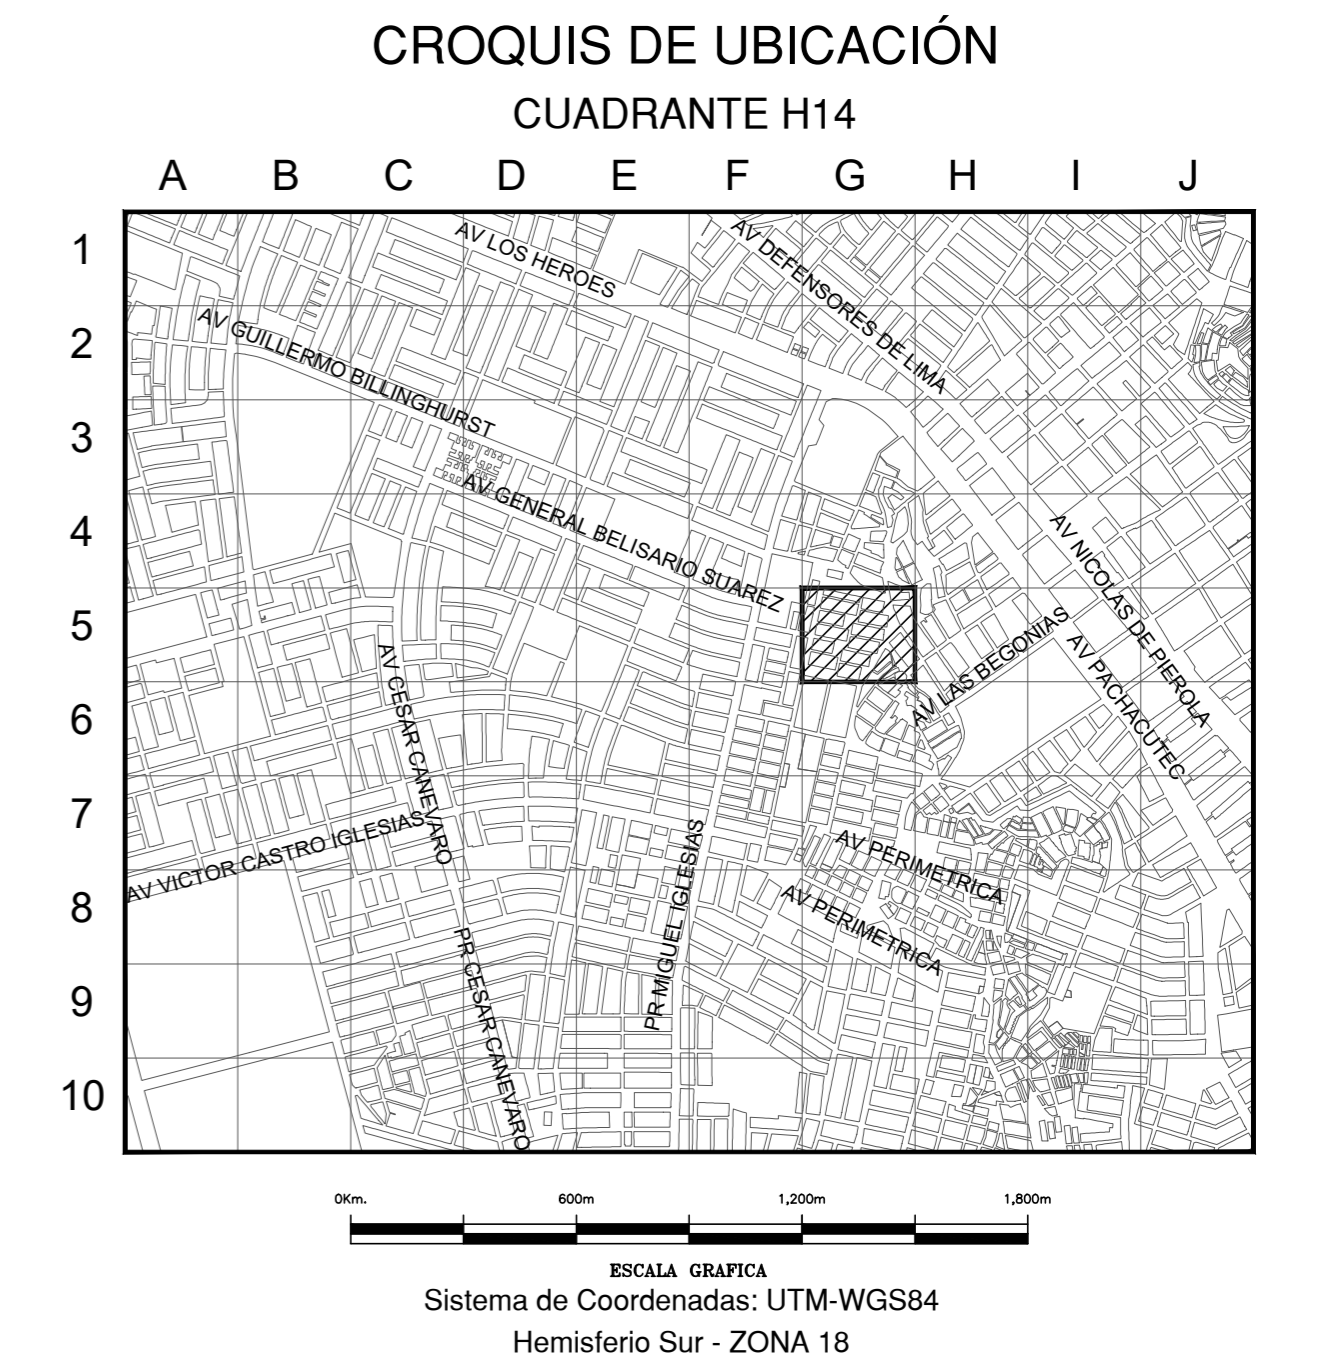 CROQUIS DE UBICACIÓN
CUADRANTE H14
A B C D E F G H I J
1
AV LOS HEROES
AV DEFENSORES DE LIMA
2
AV GUILLERMO BILLINGHURST
3
AV GENERAL BELISARIO SUAREZ
4
AV NICOLAS DE PIEROLA
5
AV LAS BEGONIAS
AV PACHACUTEC
AV CESAR CANEVARO
6
7
AV VICTOR CASTRO IGLESIAS
AV PERIMETRICA
PR MIGUEL IGLESIAS
8
AV PERIMETRICA
PR CESAR CANEVARO
9
10
0Km. 600m 1,200m 1,800m
ESCALA GRAFICA
Sistema de Coordenadas: UTM-WGS84
Hemisferio Sur - ZONA 18